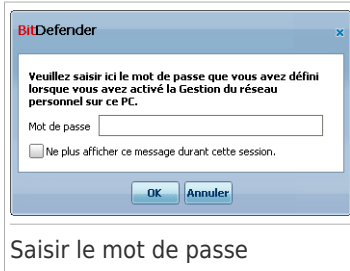 BitDefender
Veuillez saisir ici le mot de passe que vous avez défini
lorsque vous avez activé la Gestion du réseau
personnel sur ce PC.
Mot de passe
Ne plus afficher ce message durant cette session.
OK Annuler
Saisir le mot de passe